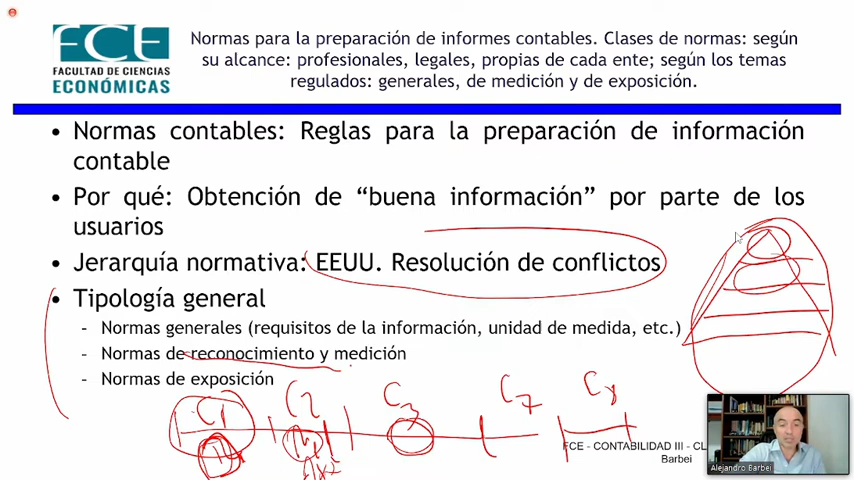 FCE
FACULTAD DE CIENCIAS
ECONÓMICAS
Normas para la preparación de informes contables. Clases de normas: según
su alcance: profesionales, legales, propias de cada ente; según los temas
regulados: generales, de medición y de exposición.
• Normas contables: Reglas para la preparación de información
contable
• Por qué: Obtención de “buena información” por parte de los
usuarios
• Jerarquía normativa: EEUU. Resolución de conflictos
• Tipología general
- Normas generales (requisitos de la información, unidad de medida, etc.)
- Normas de reconocimiento y medición
- Normas de exposición
C1 C2 C3 C7 C8
FCE - CONTABILIDAD III - CL
Barbei
Alejandro Barbei